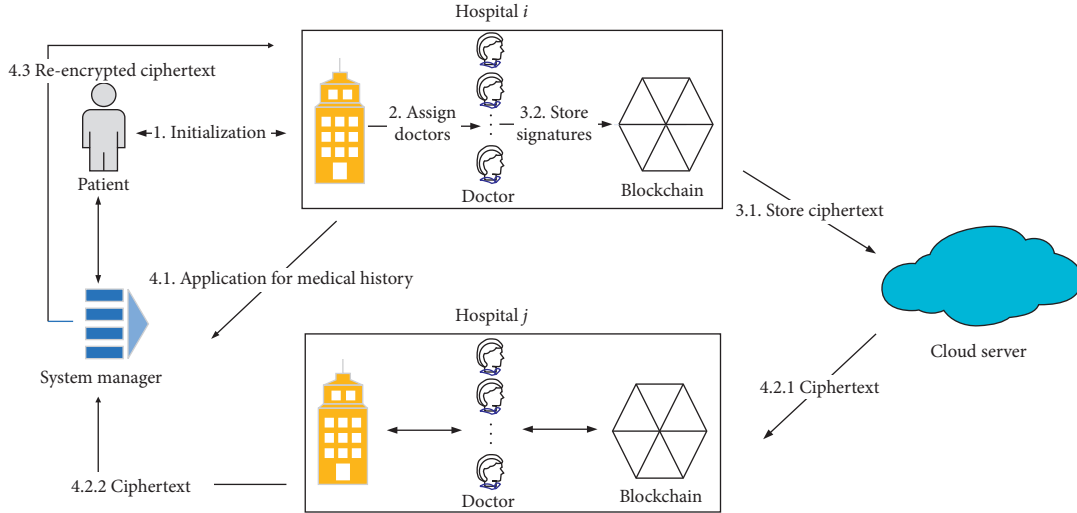 Hospital i
4.3 Re-encrypted ciphertext
1. Initialization
2. Assign
doctors
3.2. Store
signatures
Patient
Doctor
Blockchain
3.1. Store ciphertext
4.1. Application for medical history
Hospital j
System manager
Cloud server
4.2.1 Ciphertext
4.2.2 Ciphertext
Doctor
Blockchain